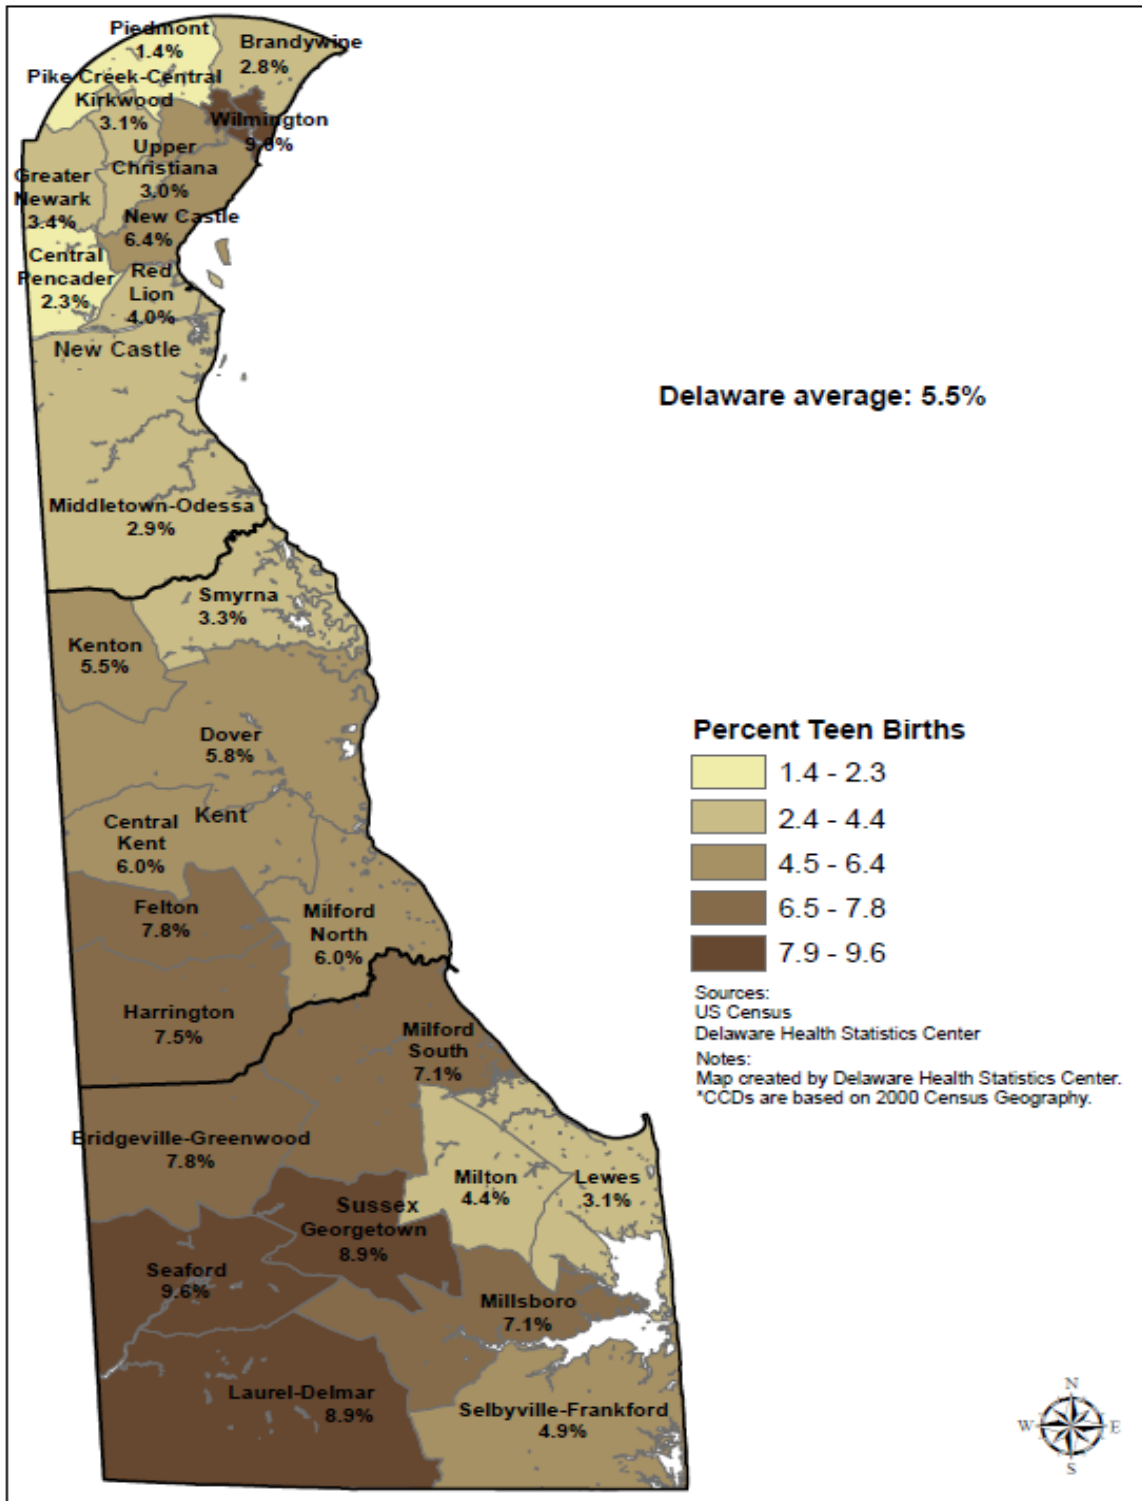 Piedmont
1.4%
Brandywine
2.8%
Pike Creek-Central
Kirkwood
3.1%
Wilmington
Upper
Christiana
3.0%
Greater
Newark
3.4%
New Castle
6.4%
Central
Pencader
2.3%
Red
Lion
4.0%
New Castle
Delaware average: 5.5%
Middletown-Odessa
2.9%
Smyrna
3.3%
Kenton
5.5%
Dover
5.8%
Kent
Central
Kent
6.0%
Felton
7.8%
Milford
North
6.0%
Harrington
7.5%
Milford
South
7.1%
Bridgeville-Greenwood
7.8%
Milton
4.4%
Lewes
3.1%
Sussex
Georgetown
8.9%
Seaford
9.6%
Millsboro
7.1%
Laurel-Delmar
8.9%
Selbyville-Frankford
4.9%
Percent Teen Births
1.4 - 2.3
2.4 - 4.4
4.5 - 6.4
6.5 - 7.8
7.9 - 9.6
Sources:
US Census
Delaware Health Statistics Center
Notes:
Map created by Delaware Health Statistics Center.
*CCDs are based on 2000 Census Geography.
N
W E
S